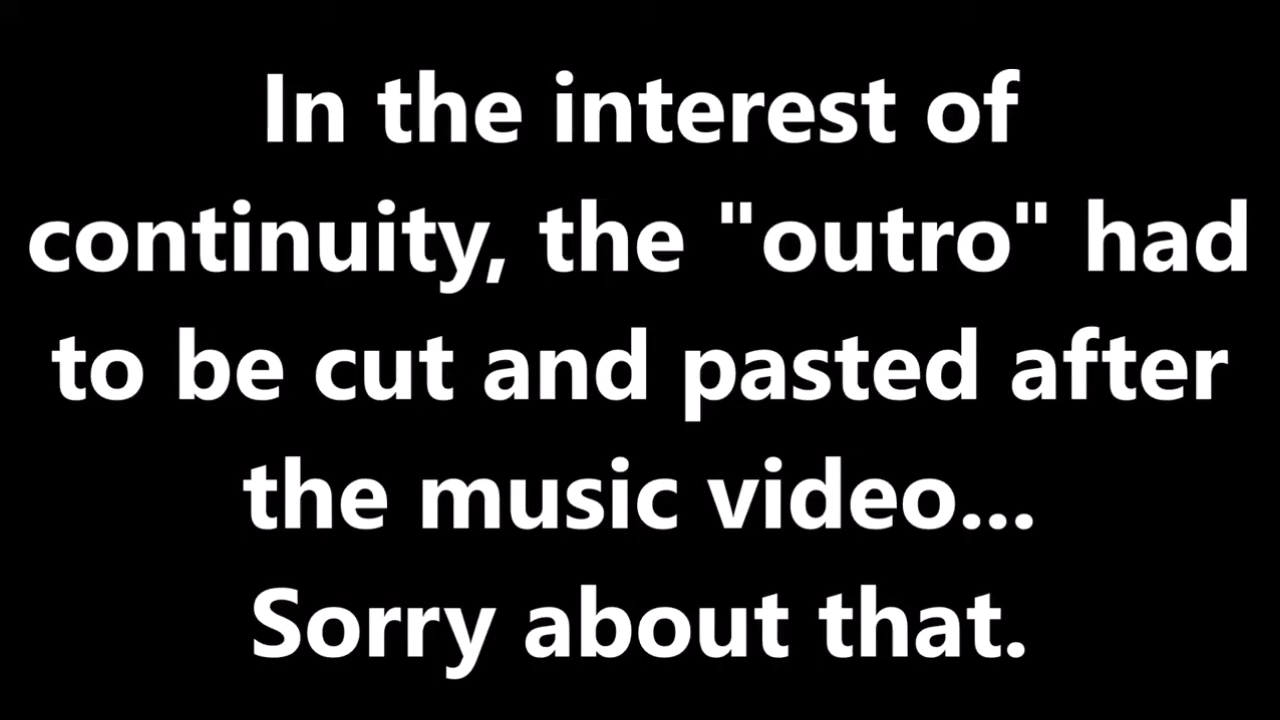 In the interest of
continuity, the "outro" had
to be cut and pasted after
the music video...
Sorry about that.